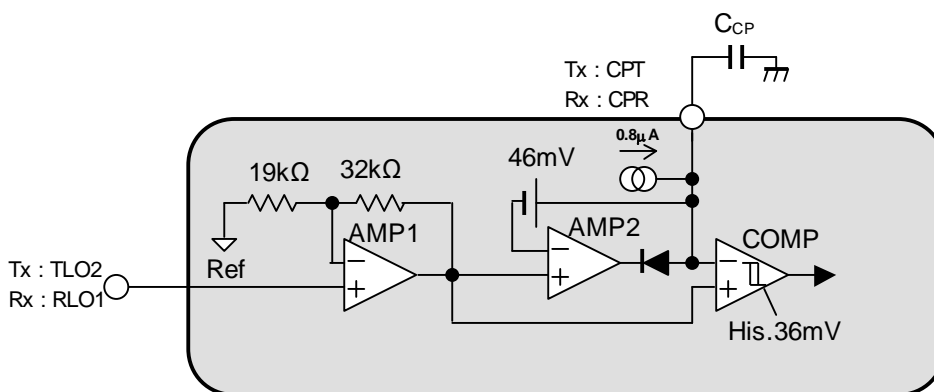 C_CP
Tx : CPT
Rx : CPR
0.8μA
46mV
19kΩ
32kΩ
AMP1
AMP2
COMP
Ref
Tx : TLO2
Rx : RLO1
His.36mV